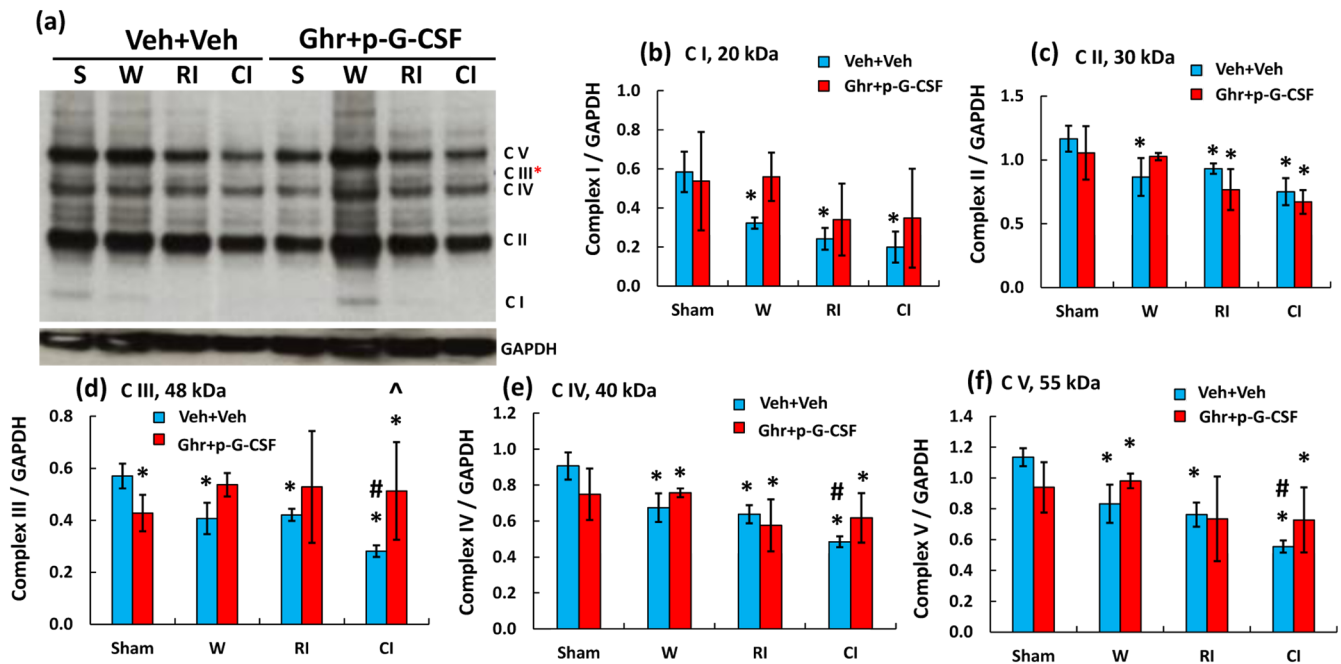 (a)
Veh+Veh Ghr+p-G-CSF
S W RI CI S W RI CI
C V
C III*
C IV
C II
C I
GAPDH
(b) C I, 20 kDa
Veh+Veh
Ghr+p-G-CSF
Complex I / GAPDH
1.0
0.8
0.6
0.4
0.2
0.0
* * *
Sham W RI CI
(c) C II, 30 kDa
Veh+Veh
Ghr+p-G-CSF
Complex II / GAPDH
1.5
1.0
0.5
0.0
* * * * *
Sham W RI CI
(d) C III, 48 kDa
Veh+Veh
Ghr+p-G-CSF
Complex III / GAPDH
0.8
0.6
0.4
0.2
0.0
^
* * * # * *
Sham W RI CI
(e) C IV, 40 kDa
Veh+Veh
Ghr+p-G-CSF
Complex IV / GAPDH
1.2
1.0
0.8
0.6
0.4
0.2
0.0
* * * * # * *
Sham W RI CI
(f) C V, 55 kDa
Veh+Veh
Ghr+p-G-CSF
Complex V / GAPDH
1.4
1.2
1.0
0.8
0.6
0.4
0.2
0.0
* * * # * *
Sham W RI CI